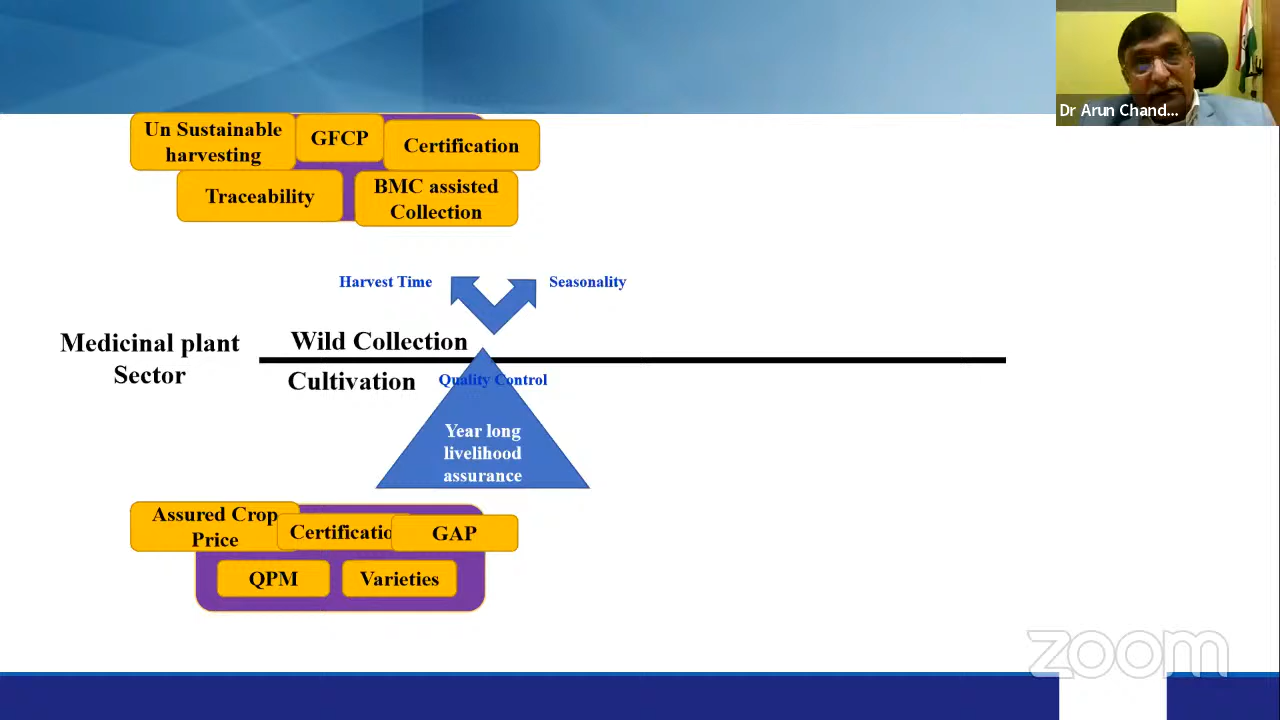 Dr Arun Chand...
Un Sustainable
harvesting
GFCP
Certification
Traceability
BMC assisted
Collection
Harvest Time
Seasonality
Medicinal plant
Sector
Wild Collection
Cultivation
Quality Control
Year long
livelihood
assurance
Assured Crop
Price
Certificatio
GAP
QPM
Varieties
zoom